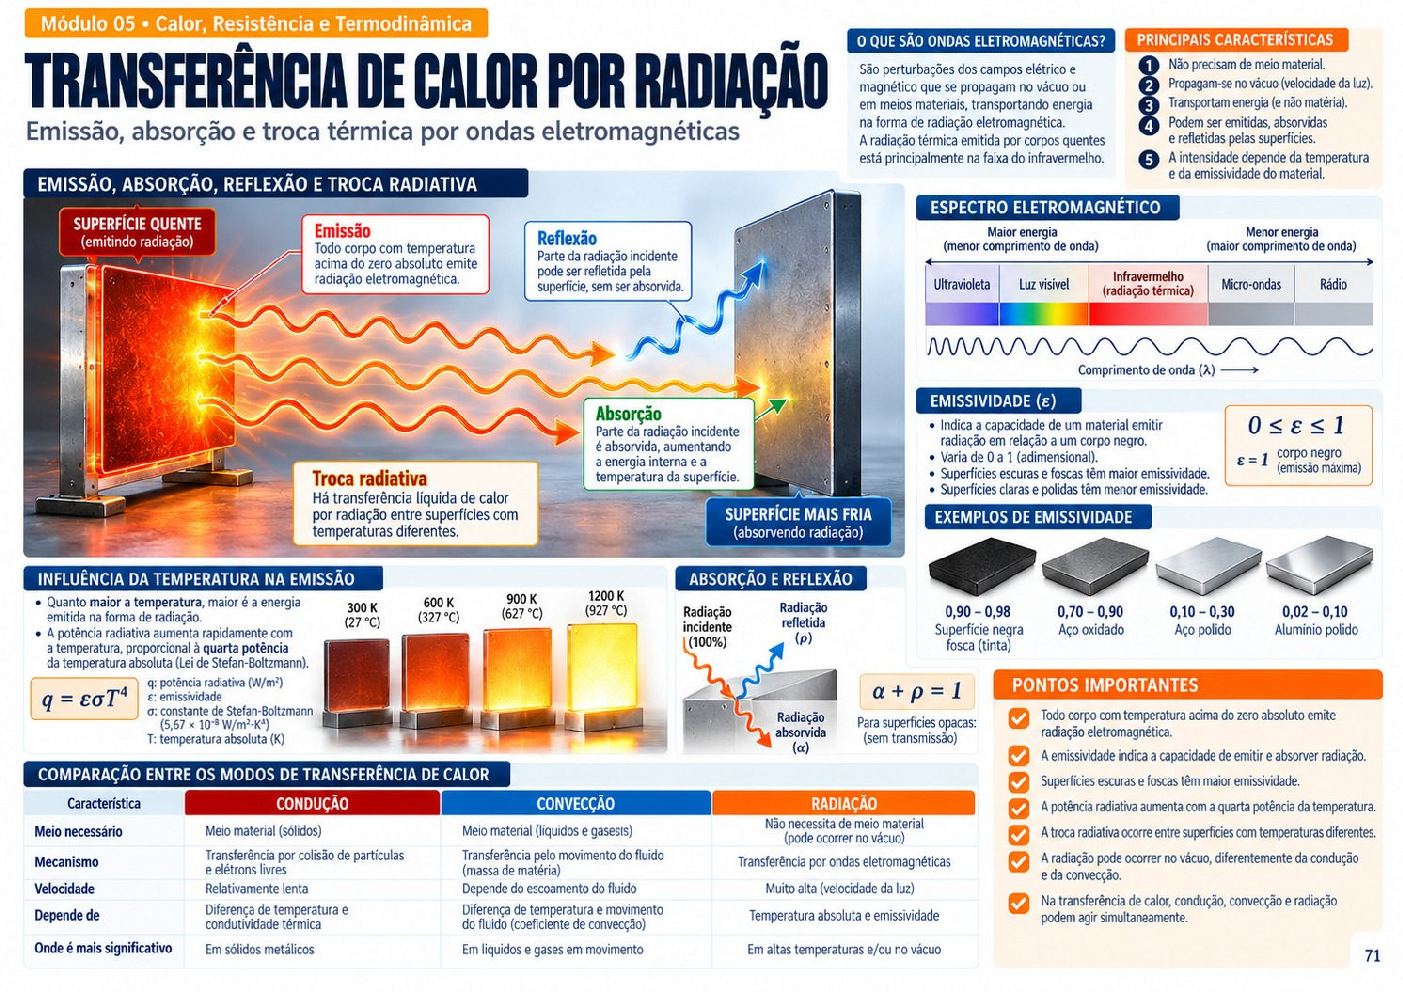 Módulo 05 • Calor, Resistência e Termodinâmica
TRANSFERÊNCIA DE CALOR POR RADIAÇÃO
Emissão, absorção e troca térmica por ondas eletromagnéticas
O QUE SÃO ONDAS ELETROMAGNÉTICAS?
São perturbações dos campos elétrico e
magnético que se propagam no vácuo ou
em meios materiais, transportando energia
na forma de radiação eletromagnética.
A radiação térmica emitida por corpos quentes
está principalmente na faixa do infravermelho.
PRINCIPAIS CARACTERÍSTICAS
1 Não precisam de meio material.
2 Propagam-se no vácuo (velocidade da luz).
3 Transportam energia (e não matéria).
4 Podem ser emitidas, absorvidas
e refletidas pelas superfícies.
5 A intensidade depende da temperatura
e da emissividade do material.
EMISSÃO, ABSORÇÃO, REFLEXÃO E TROCA RADIATIVA
SUPERFÍCIE QUENTE
(emitindo radiação)
Emissão
Todo corpo com temperatura
acima do zero absoluto emite
radiação eletromagnética.
Reflexão
Parte da radiação incidente
pode ser refletida pela
superfície, sem ser absorvida.
Absorção
Parte da radiação incidente
é absorvida, aumentando
a energia interna e a
temperatura da superfície.
Troca radiativa
Há transferência líquida de calor
por radiação entre superfícies com
temperaturas diferentes.
SUPERFÍCIE MAIS FRIA
(absorvendo radiação)
ESPECTRO ELETROMAGNÉTICO
Maior energia
(menor comprimento de onda)
Menor energia
(maior comprimento de onda)
Ultravioleta
Luz visível
Infravermelho
(radiação térmica)
Micro-ondas
Rádio
Comprimento de onda (λ)
EMISSIVIDADE (ε)
• Indica a capacidade de um material emitir
radiação em relação a um corpo negro.
• Varia de 0 a 1 (adimensional).
• Superfícies escuras e foscas têm maior emissividade.
• Superfícies claras e polidas têm menor emissividade.
0 ≤ ε ≤ 1
ε = 1 corpo negro
(emissão máxima)
EXEMPLOS DE EMISSIVIDADE
0,90 – 0,98
Superfície negra
fosca (tinta)
0,70 – 0,90
Aço oxidado
0,10 – 0,30
Aço polido
0,02 – 0,10
Alumínio polido
INFLUÊNCIA DA TEMPERATURA NA EMISSÃO
• Quanto maior a temperatura, maior é a energia
emitida na forma de radiação.
• A potência radiativa aumenta rapidamente com
a temperatura, proporcional à quarta potência
da temperatura absoluta (Lei de Stefan-Boltzmann).
q = εσT⁴
q: potência radiativa (W/m²)
ε: emissividade
σ: constante de Stefan-Boltzmann
(5,67 × 10⁻⁸ W/m²·K⁴)
T: temperatura absoluta (K)
300 K
(27 °C)
600 K
(327 °C)
900 K
(627 °C)
1200 K
(927 °C)
ABSORÇÃO E REFLEXÃO
Radiação
incidente
(100%)
Radiação
refletida
(ρ)
Radiação
absorvida
(α)
α + ρ = 1
Para superfícies opacas:
(sem transmissão)
COMPARAÇÃO ENTRE OS MODOS DE TRANSFERÊNCIA DE CALOR
Característica CONDUÇÃO CONVECÇÃO RADIAÇÃO
Meio necessário
Meio material (sólidos)
Meio material (líquidos e gasests)
Não necessita de meio material
(pode ocorrer no vácuo)
Mecanismo
Transferência por colisão de partículas
e elétrons livres
Transferência pelo movimento do fluido
(massa de matéria)
Transferência por ondas eletromagnéticas
Velocidade
Relativamente lenta
Depende do escoamento do fluido
Muito alta (velocidade da luz)
Depende de
Diferença de temperatura e
condutividade térmica
Diferença de temperatura e movimento
do fluido (coeficiente de convecção)
Temperatura absoluta e emissividade
Onde é mais significativo
Em sólidos metálicos
Em líquidos e gases em movimento
Em altas temperaturas e/ou no vácuo
PONTOS IMPORTANTES
Todo corpo com temperatura acima do zero absoluto emite
radiação eletromagnética.
A emissividade indica a capacidade de emitir e absorver radiação.
Superfícies escuras e foscas têm maior emissividade.
A potência radiativa aumenta com a quarta potência da temperatura.
A troca radiativa ocorre entre superfícies com temperaturas diferentes.
A radiação pode ocorrer no vácuo, diferentemente da condução
e da convecção.
Na transferência de calor, condução, convecção e radiação
podem agir simultaneamente.
71